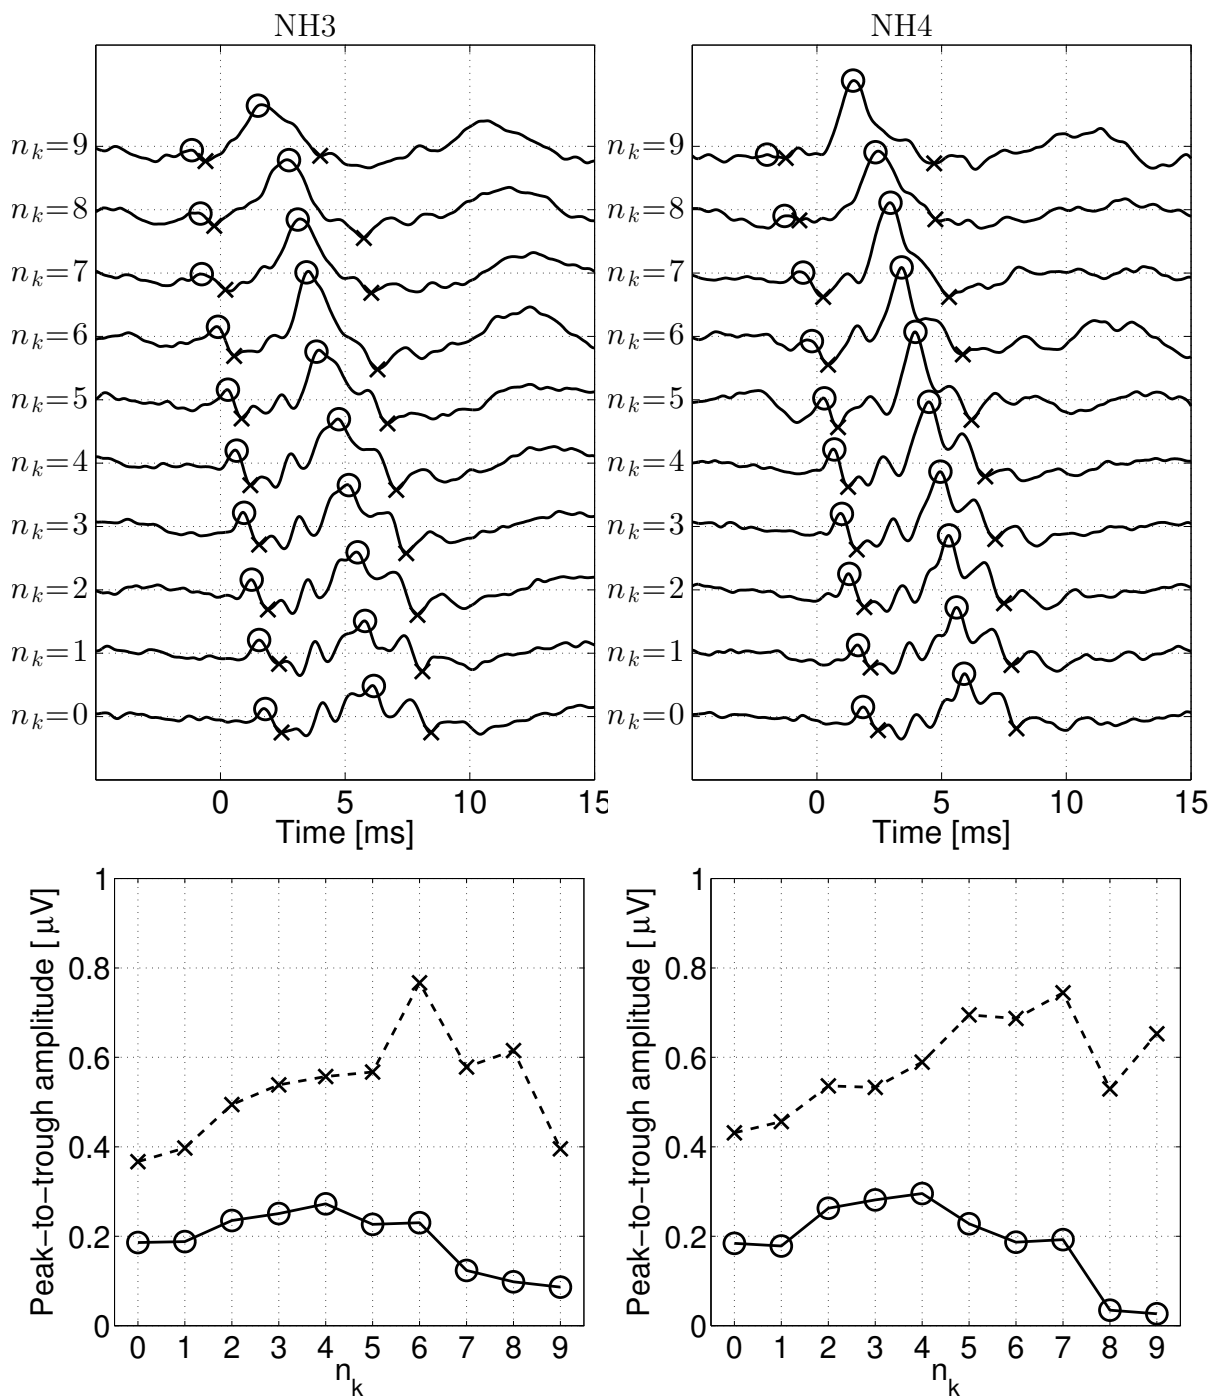 NH3 NH4
n_k=9 n_k=9
n_k=8 n_k=8
n_k=7 n_k=7
n_k=6 n_k=6
n_k=5 n_k=5
n_k=4 n_k=4
n_k=3 n_k=3
n_k=2 n_k=2
n_k=1 n_k=1
n_k=0 n_k=0
0 5 10 15 0 5 10 15
Time [ms] Time [ms]
Peak-to-trough amplitude [μV]
1
0.8
0.6
0.4
0.2
0
0 1 2 3 4 5 6 7 8 9
n_k
Peak-to-trough amplitude [μV]
1
0.8
0.6
0.4
0.2
0
0 1 2 3 4 5 6 7 8 9
n_k